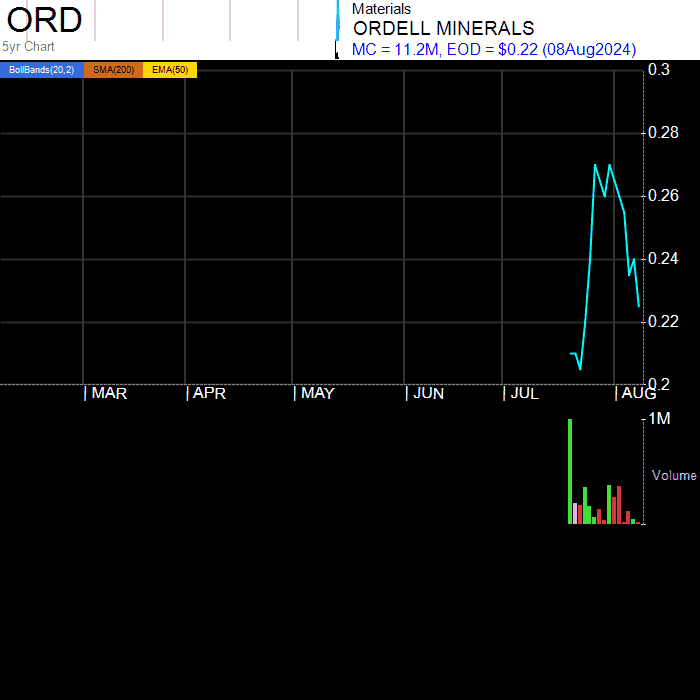 ORD
5yr Chart
Materials
ORDELL MINERALS
MC = 11.2M, EOD = $0.22 (08Aug2024)
BollBands(20,2) SMA(200) EMA(50)
0.3
0.28
0.26
0.24
0.22
0.2
| MAR | APR | MAY | JUN | JUL | AUG
1M
Volume